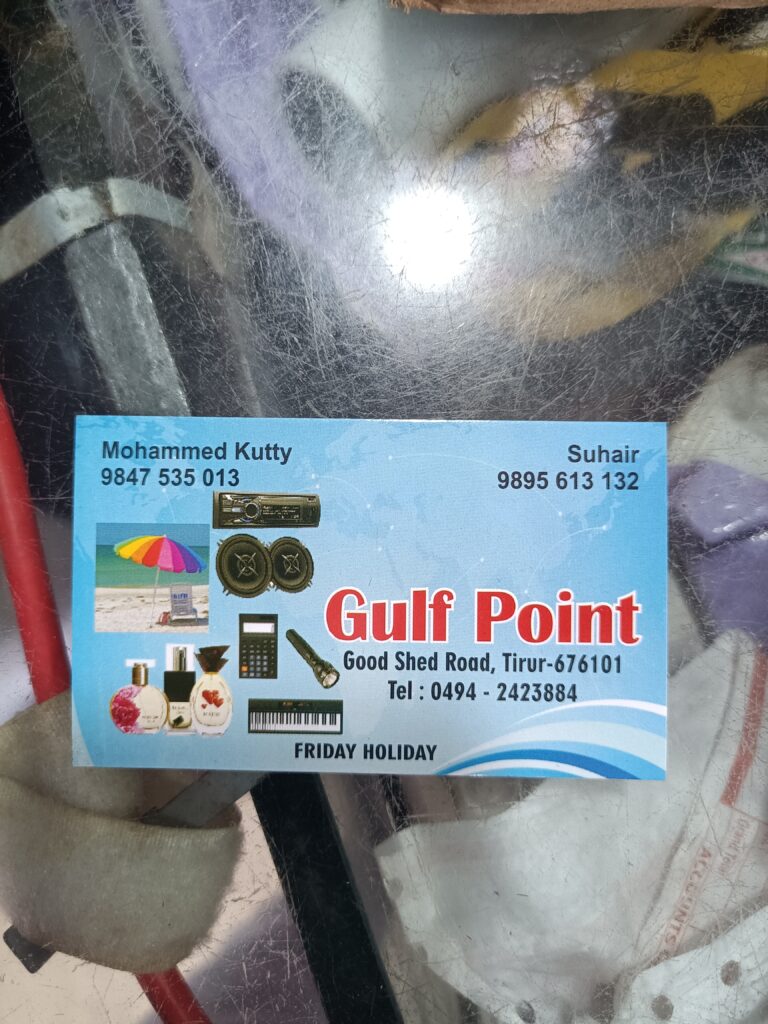 Mohammed Kutty
9847 535 013
Suhair
9895 613 132
Gulf Point
Good Shed Road, Tirur-676101
Tel : 0494 - 2423884
FRIDAY HOLIDAY
ACCOUNTS